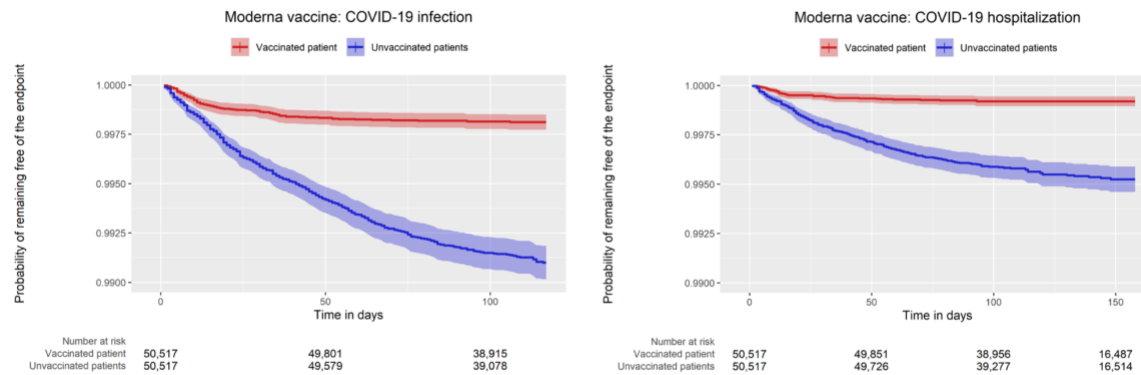 Moderna vaccine: COVID-19 infection
Vaccinated patient Unvaccinated patients
Probability of remaining free of the endpoint
1.0000
0.9975
0.9950
0.9925
0.9900
0 50 100
Time in days
Number at risk
Vaccinated patient 50,517 49,801 38,915
Unvaccinated patients 50,517 49,579 39,078
Moderna vaccine: COVID-19 hospitalization
Vaccinated patient Unvaccinated patients
Probability of remaining free of the endpoint
1.0000
0.9975
0.9950
0.9925
0.9900
0 50 100 150
Time in days
Number at risk
Vaccinated patient 50,517 49,851 38,956 16,487
Unvaccinated patients 50,517 49,726 39,277 16,514